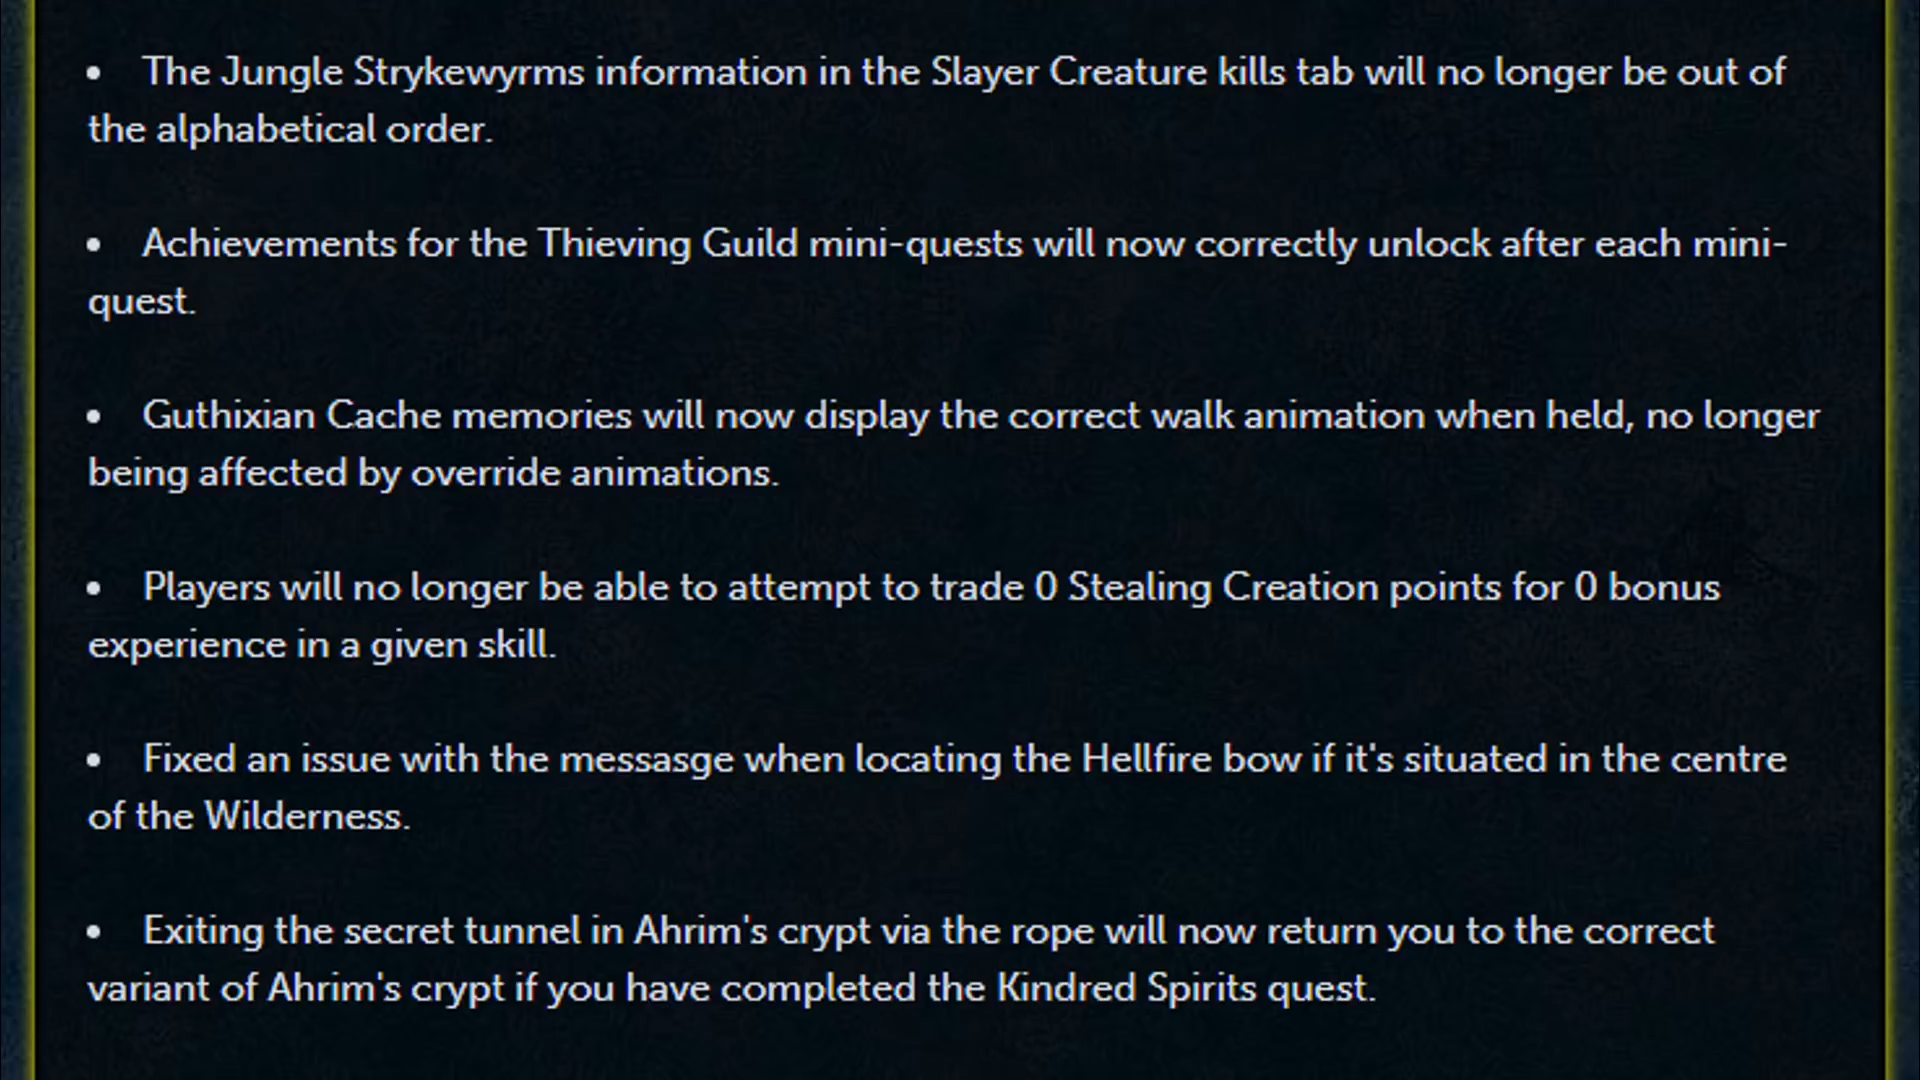 • The Jungle Strykewyrms information in the Slayer Creature kills tab will no longer be out of
the alphabetical order.
• Achievements for the Thieving Guild mini-quests will now correctly unlock after each mini-
quest.
• Guthixian Cache memories will now display the correct walk animation when held, no longer
being affected by override animations.
• Players will no longer be able to attempt to trade 0 Stealing Creation points for 0 bonus
experience in a given skill.
• Fixed an issue with the messasge when locating the Hellfire bow if it's situated in the centre
of the Wilderness.
• Exiting the secret tunnel in Ahrim's crypt via the rope will now return you to the correct
variant of Ahrim's crypt if you have completed the Kindred Spirits quest.